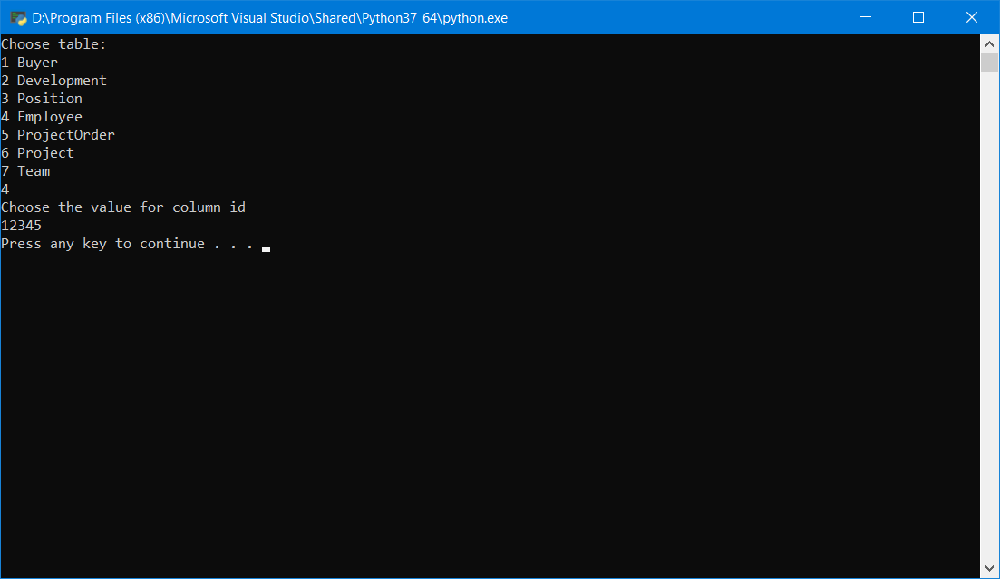 D:\Program Files (x86)\Microsoft Visual Studio\Shared\Python37_64\python.exe
Choose table:
1 Buyer
2 Development
3 Position
4 Employee
5 ProjectOrder
6 Project
7 Team
4
Choose the value for column id
12345
Press any key to continue . . .